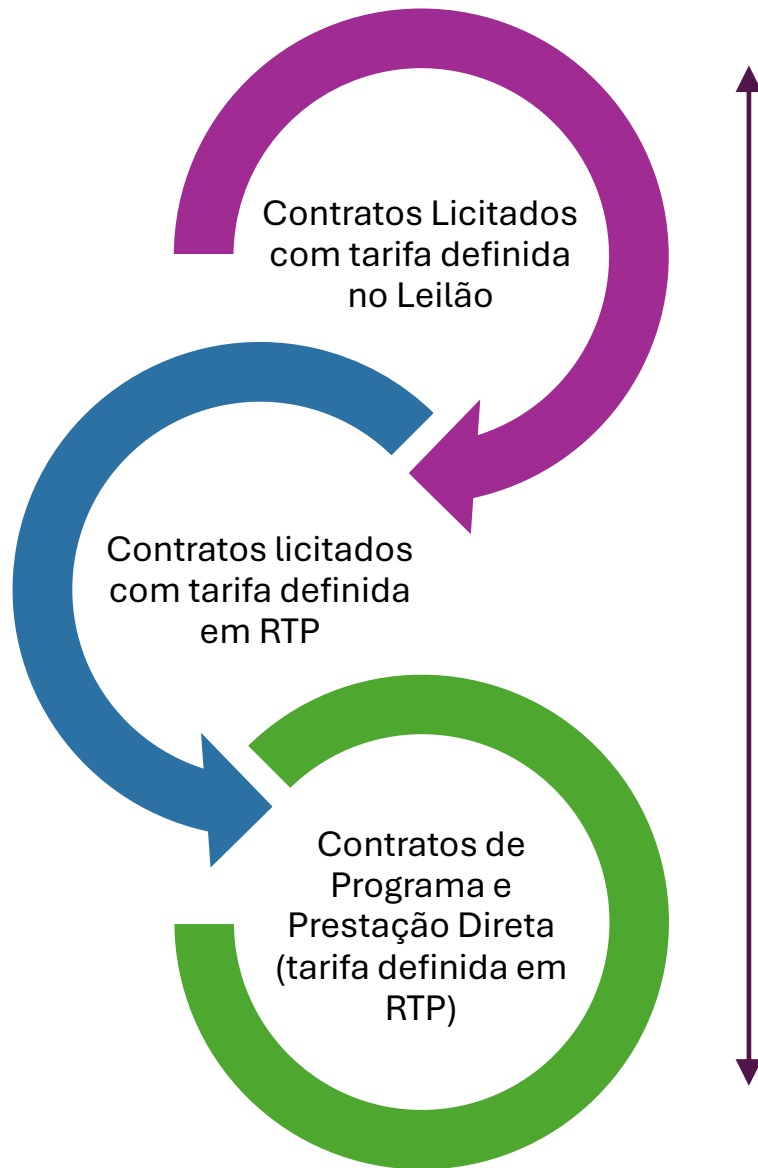 Contratos Licitados
com tarifa definida
no Leilão
Contratos licitados
com tarifa definida
em RTP
Contratos de
Programa e
Prestação Direta
(tarifa definida em
RTP)